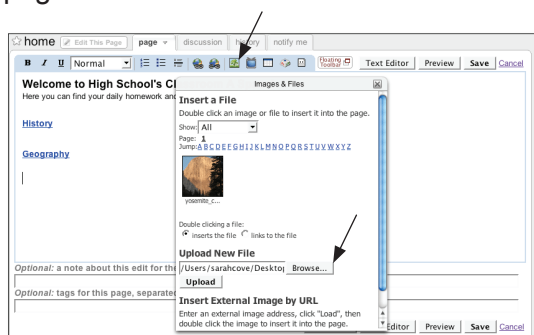 home Edit This Page page discussion history notify me
B I U Normal Floating Toolbar Text Editor Preview Save Cancel
Welcome to High School's Cl
Here you can find your daily homework and
History
Geography
Images & Files
Insert a File
Double click an image or file to insert it into the page.
Show: All
Page: 1
Jump: A B C D E F G H I J K L M N O P Q R S T U V W X Y Z
yosemite_c...
Double clicking a file:
inserts the file links to the file
Upload New File
/Users/sarahcove/Desktop Browse...
Upload
Insert External Image by URL
Enter an external image address, click "Load", then
double click the image to insert it into the page.
Optional: a note about this edit for the
Optional: tags for this page, separated
Editor Preview Save Cancel